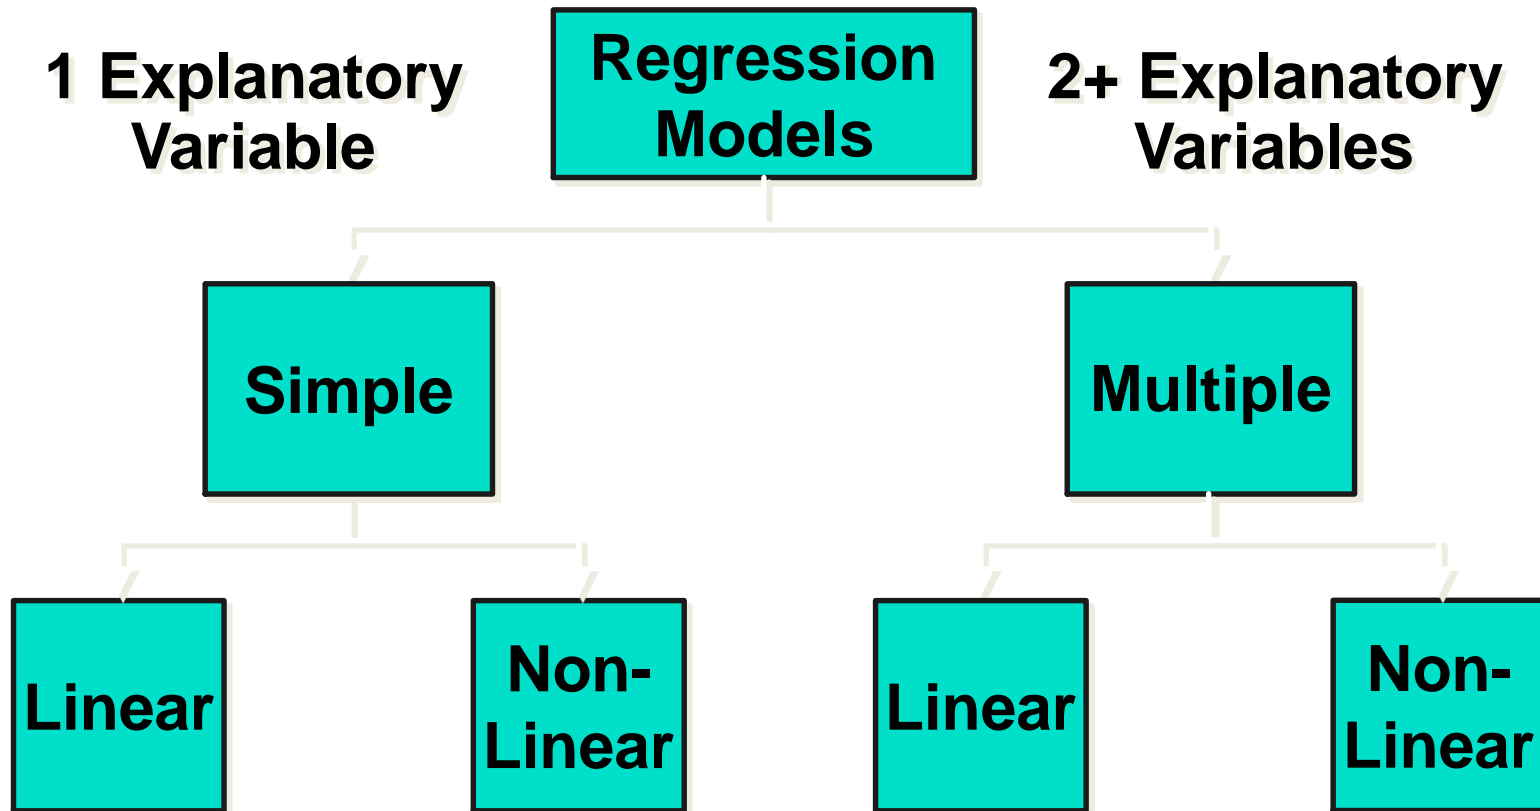 1 Explanatory
Variable
Regression
Models
2+ Explanatory
Variables
Simple
Multiple
Linear
Non-
Linear
Linear
Non-
Linear